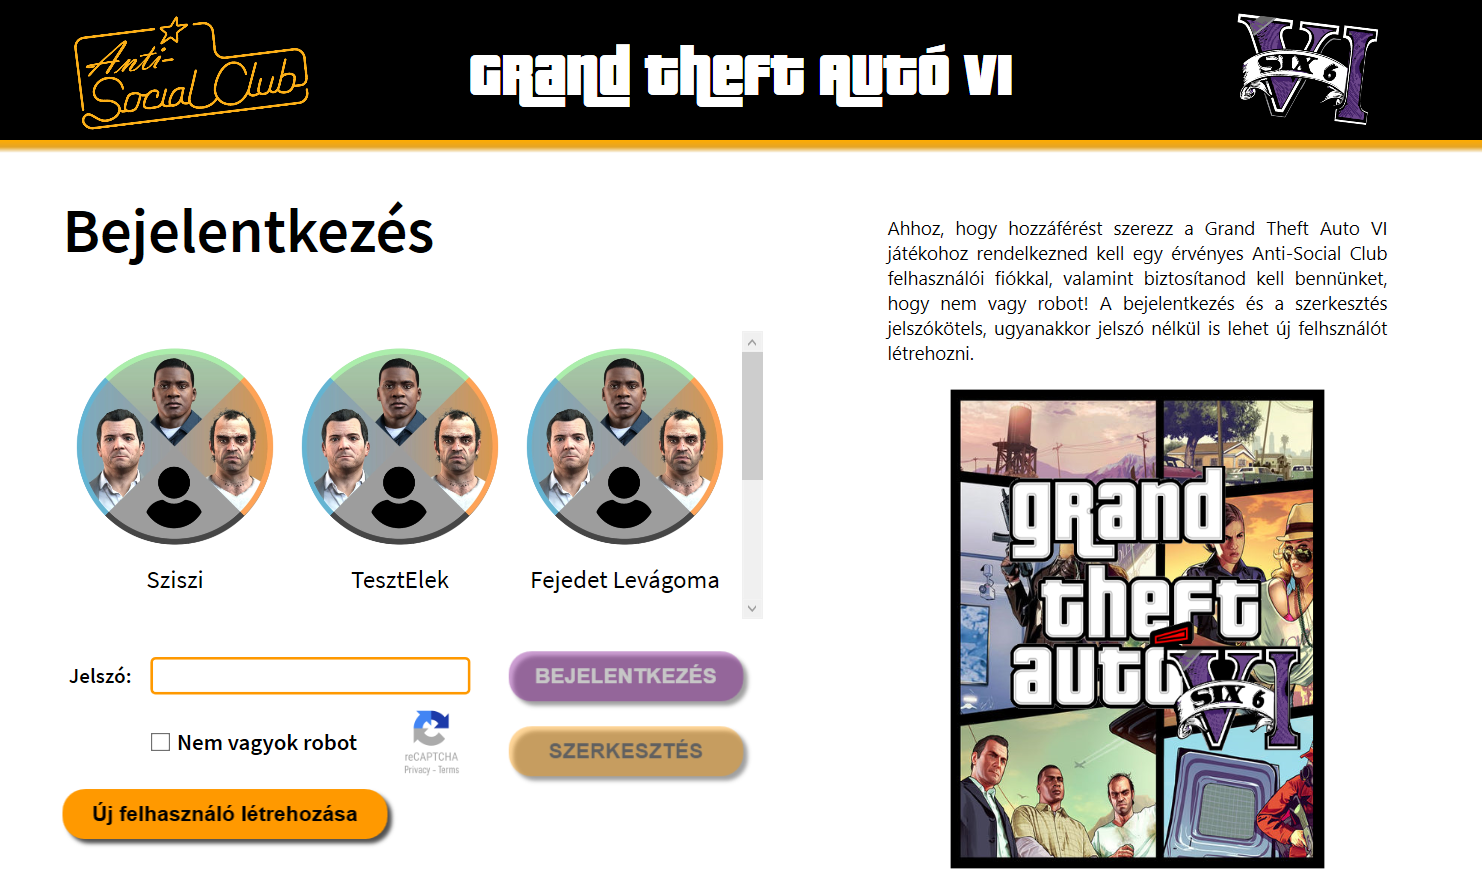 Anti-
Social Club
Grand Theft Autó VI
VI
SIX 6
Bejelentkezés
Sziszi
TesztElek
Fejedet Levágoma
Jelszó:
BEJELENTKEZÉS
Nem vagyok robot
reCAPTCHA
Privacy - Terms
SZERKESZTÉS
Új felhasználó létrehozása
Ahhoz, hogy hozzáférést szerezz a Grand Theft Auto VI
játékohoz rendelkezned kell egy érvényes Anti-Social Club
felhasználói fiókkal, valamint biztosítanod kell bennünket,
hogy nem vagy robot! A bejelentkezés és a szerkesztés
jelszókötels, ugyanakkor jelszó nélkül is lehet új felhsználót
létrehozni.
grand
theft
autó
VI
SIX 6